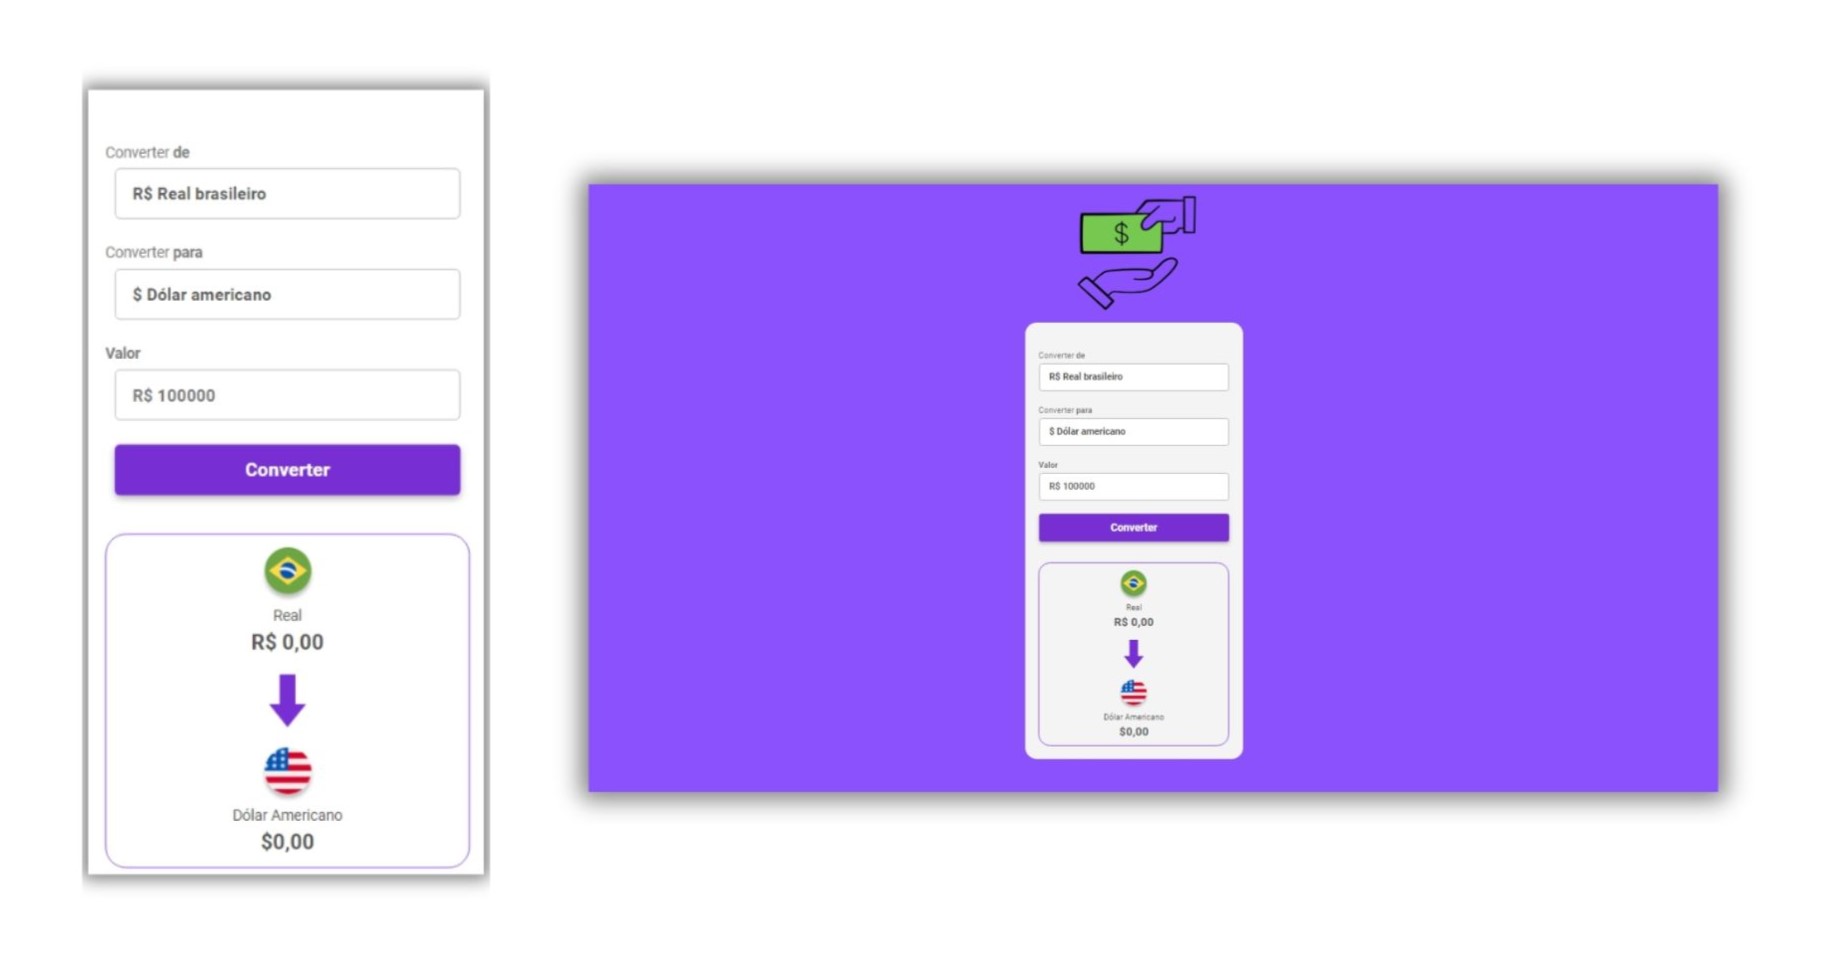 Converter de
R$ Real brasileiro
Converter para
$ Dólar americano
Valor
R$ 100000
Converter
Real
R$ 0,00
Dólar Americano
$0,00
$
Converter de
R$ Real brasileiro
Converter para
$ Dólar americano
Valor
R$ 100000
Converter
Real
R$ 0,00
Dólar Americano
$0,00